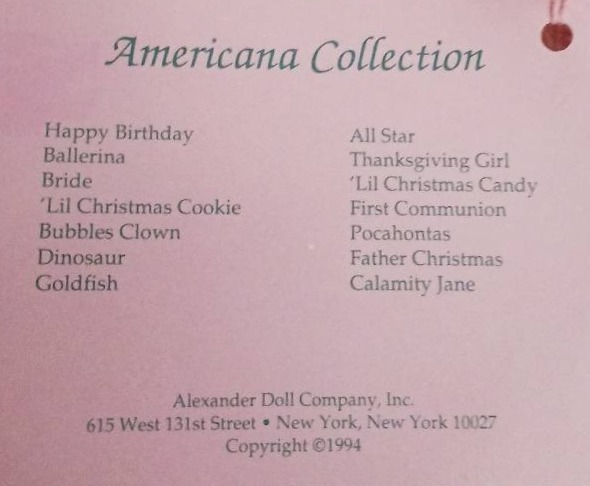 Americana Collection
Happy Birthday
Ballerina
Bride
'Lil Christmas Cookie
Bubbles Clown
Dinosaur
Goldfish
All Star
Thanksgiving Girl
'Lil Christmas Candy
First Communion
Pocahontas
Father Christmas
Calamity Jane
Alexander Doll Company, Inc.
615 West 131st Street • New York, New York 10027
Copyright ©1994